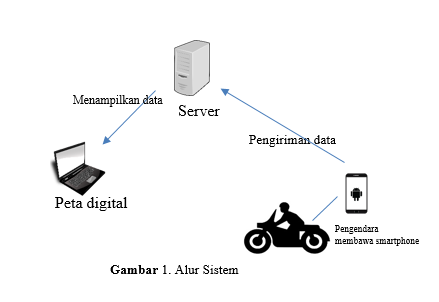 Menampilkan data
Server
Pengiriman data
Peta digital
Pengendara
membawa smartphone
Gambar 1. Alur Sistem